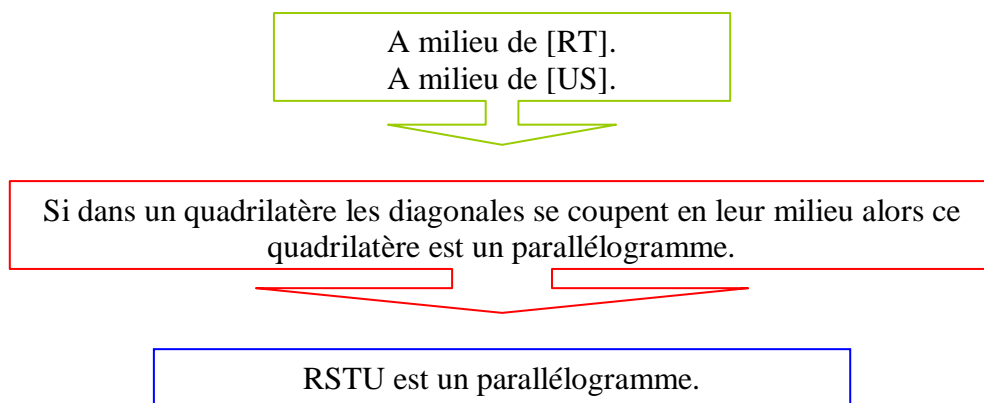 A milieu de [RT].
A milieu de [US].
Si dans un quadrilatère les diagonales se coupent en leur milieu alors ce
quadrilatère est un parallélogramme.
RSTU est un parallélogramme.